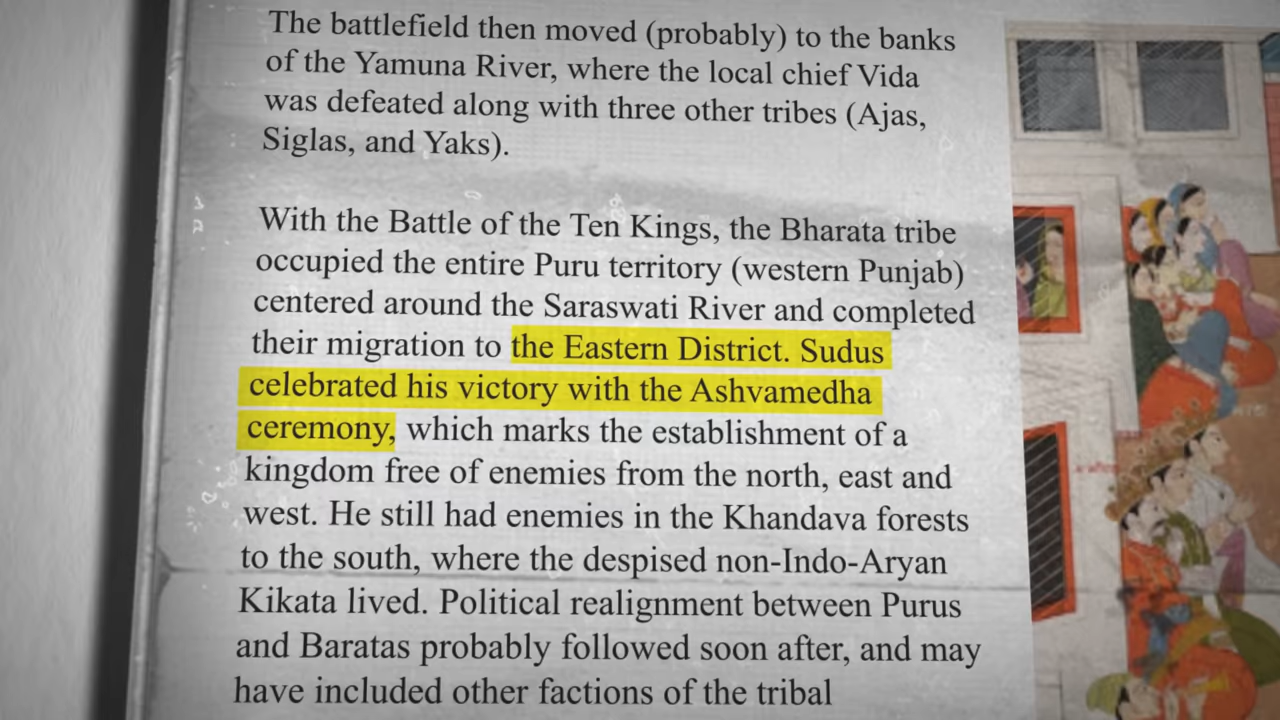 The battlefield then moved (probably) to the banks
of the Yamuna River, where the local chief Vida
was defeated along with three other tribes (Ajas,
Siglas, and Yaks).
With the Battle of the Ten Kings, the Bharata tribe
occupied the entire Puru territory (western Punjab)
centered around the Saraswati River and completed
their migration to the Eastern District. Sudus
celebrated his victory with the Ashvamedha
ceremony, which marks the establishment of a
kingdom free of enemies from the north, east and
west. He still had enemies in the Khandava forests
to the south, where the despised non-Indo-Aryan
Kikata lived. Political realignment between Purus
and Baratas probably followed soon after, and may
have included other factions of the tribal